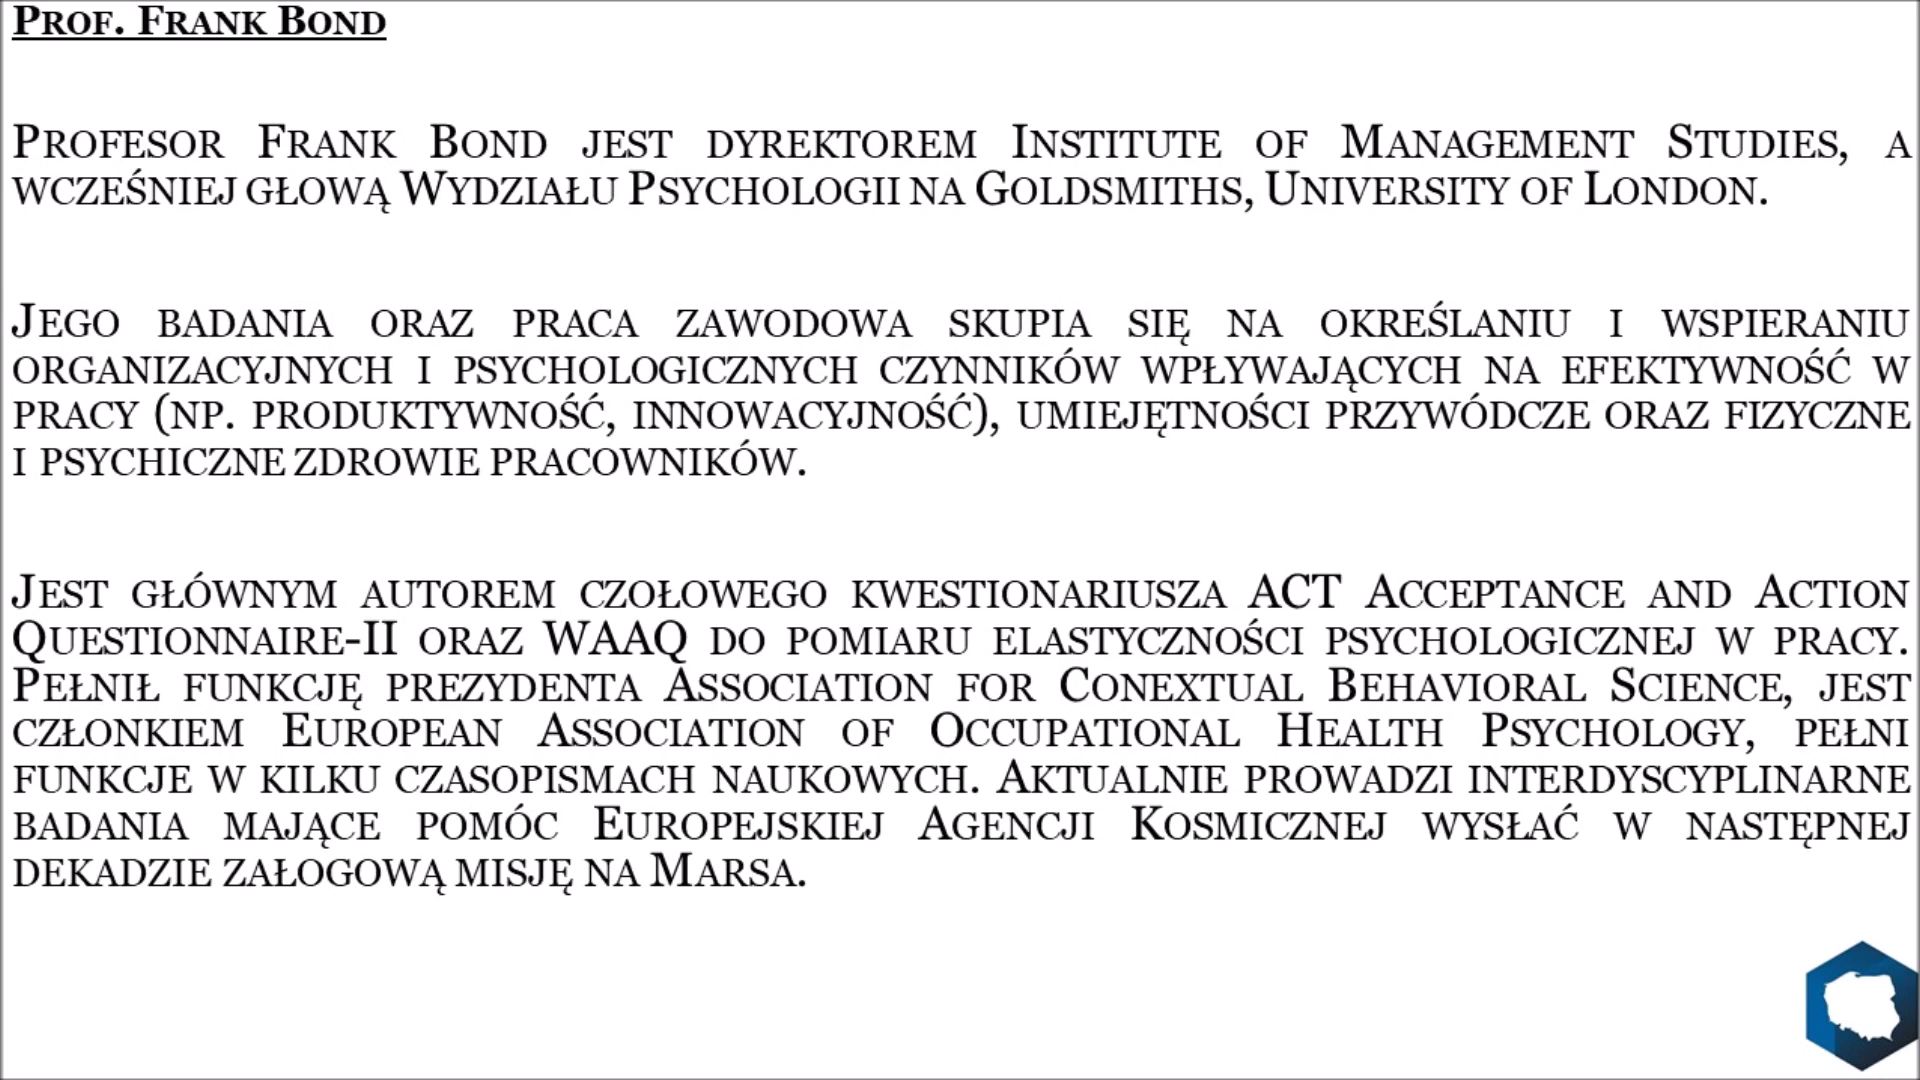 Prof. Frank Bond
Profesor Frank Bond jest dyrektorem Institute of Management Studies, a
wcześniej głową Wydziału Psychologii na Goldsmiths, University of London.
Jego badania oraz praca zawodowa skupia się na określaniu i wspieraniu
organizacyjnych i psychologicznych czynników wpływających na efektywność w
pracy (np. produktywność, innowacyjność), umiejętności przywódcze oraz fizyczne
i psychiczne zdrowie pracowników.
Jest głównym autorem czołowego kwestionariusza ACT Acceptance and Action
Questionnaire-II oraz WAAQ do pomiaru elastyczności psychologicznej w pracy.
Pełnił funkcję prezydenta Association for Conextual Behavioral Science, jest
członkiem European Association of Occupational Health Psychology, pełni
funkcje w kilku czasopismach naukowych. Aktualnie prowadzi interdyscyplinarne
badania mające pomóc Europejskiej Agencji Kosmicznej wysłać w następnej
dekadzie załogową misję na Marsa.